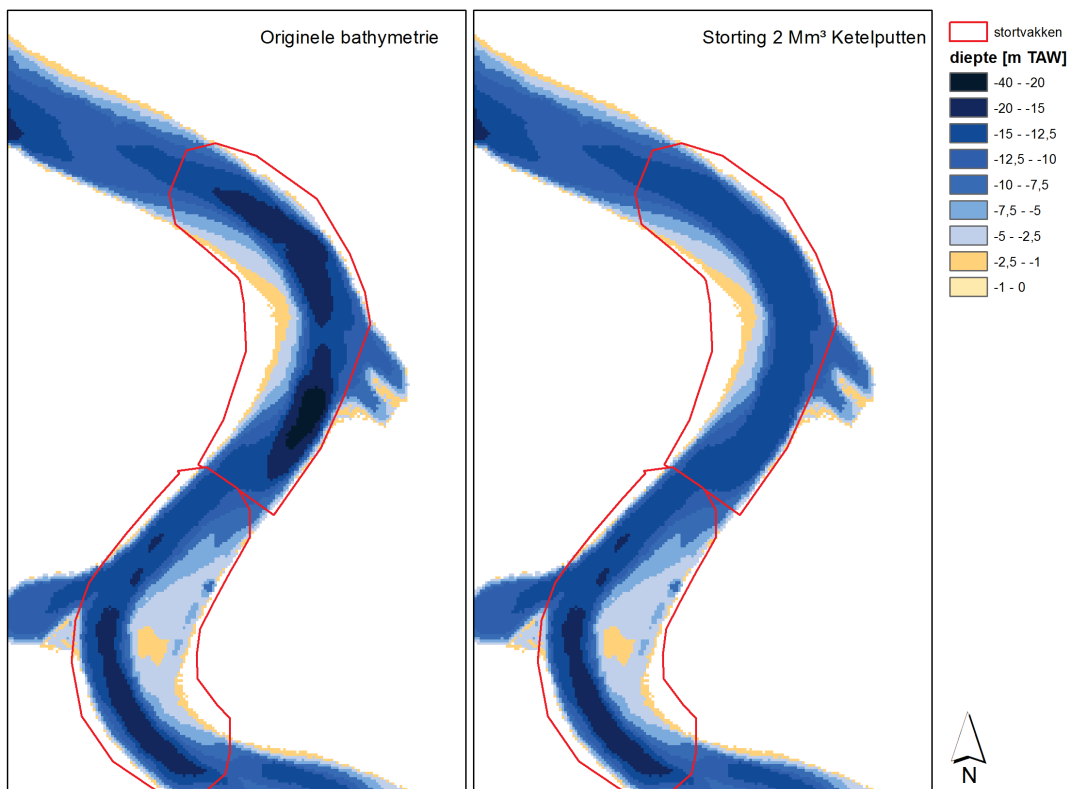 Originele bathymetrie
Storting 2 Mm³ Ketelputten
stortvakken
diepte [m TAW]
-40 - -20
-20 - -15
-15 - -12,5
-12,5 - -10
-10 - -7,5
-7,5 - -5
-5 - -2,5
-2,5 - -1
-1 - 0
N